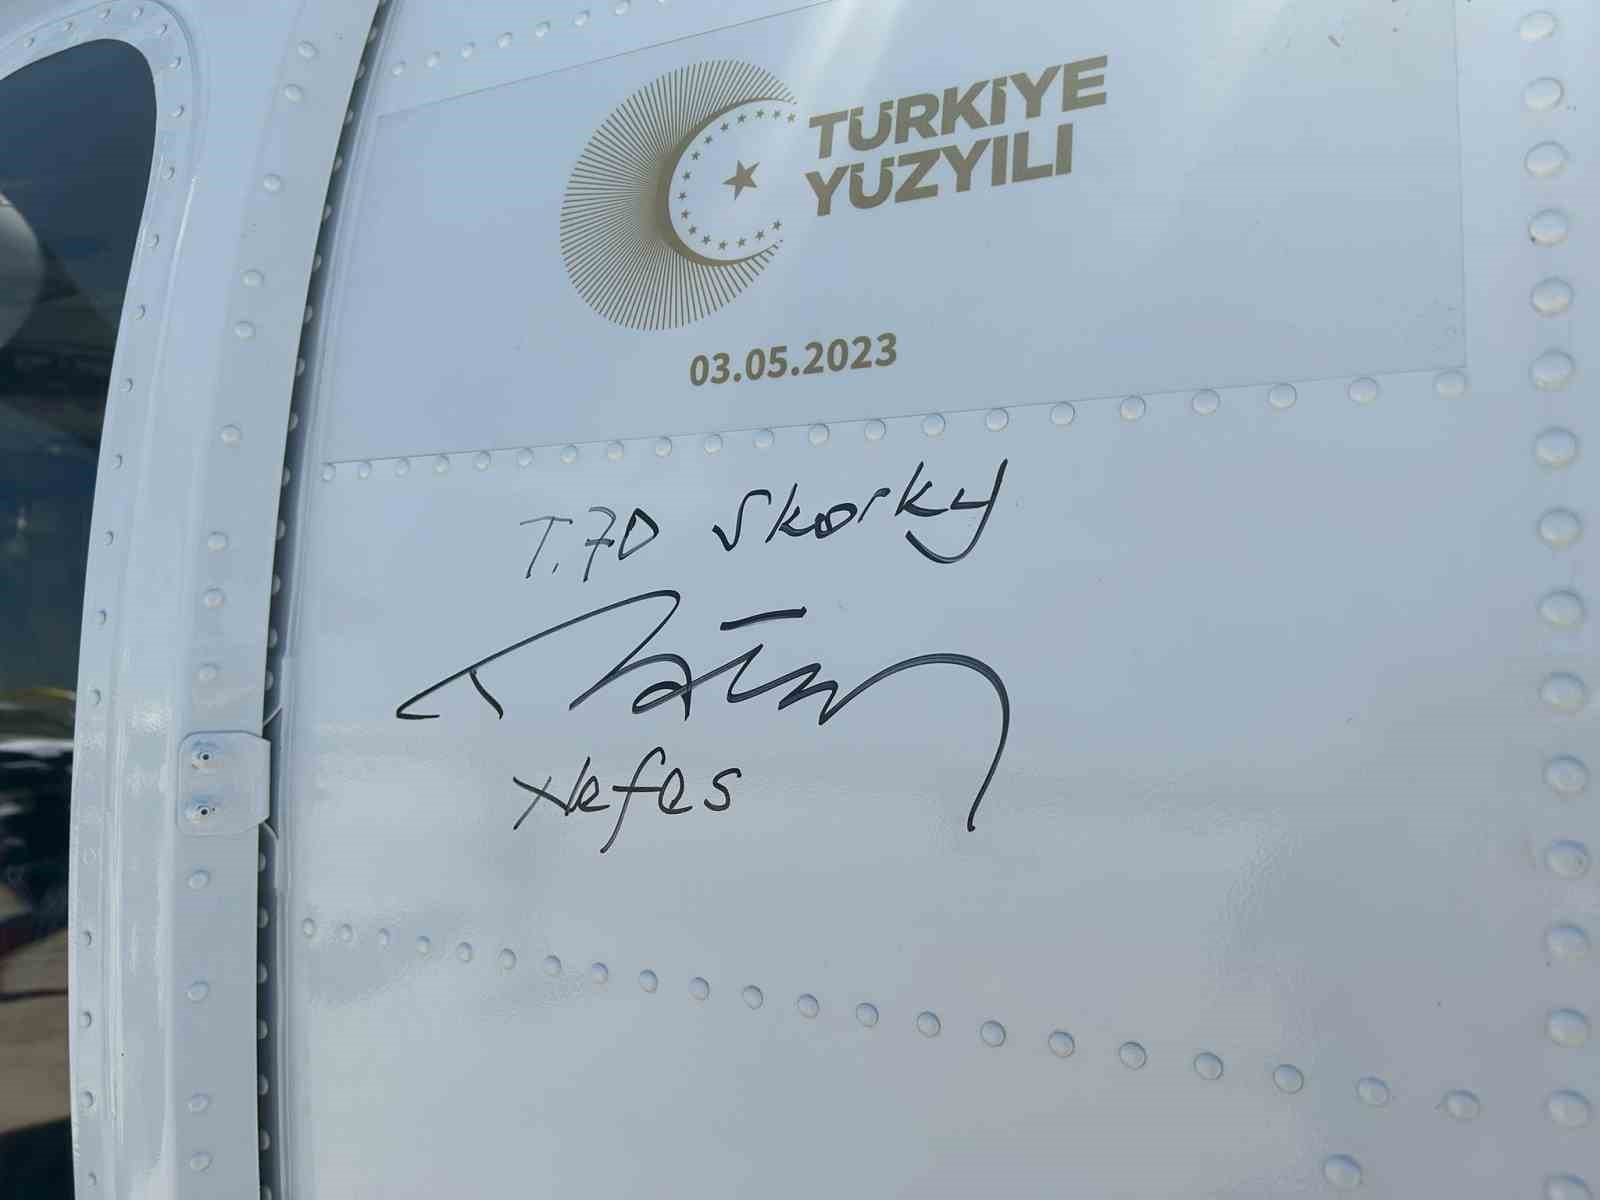 TÜRKİYE
YÜZYILI
03.05.2023
T.70 Skorky
Nefes